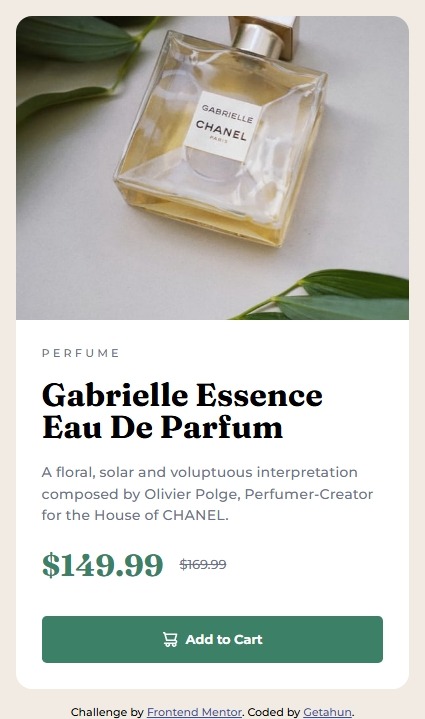 GABRIELLE
CHANEL
PARIS
PERFUME
Gabrielle Essence
Eau De Parfum
A floral, solar and voluptuous interpretation
composed by Olivier Polge, Perfumer-Creator
for the House of CHANEL.
$149.99 $169.99
Add to Cart
Challenge by Frontend Mentor. Coded by Getahun.